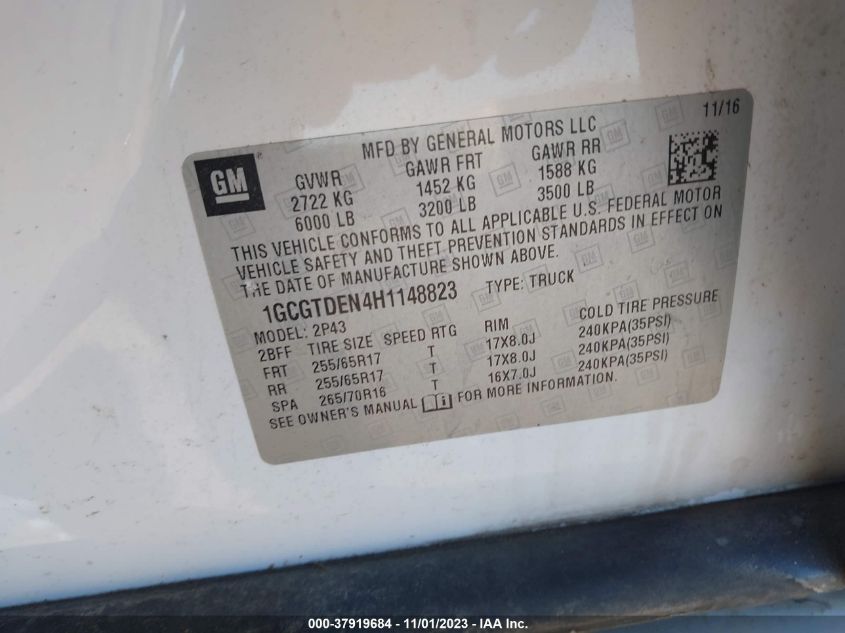 11/16
MFD BY GENERAL MOTORS LLC
GM
GVWR GAWR FRT GAWR RR
2722 KG 1452 KG 1588 KG
6000 LB 3200 LB 3500 LB
THIS VEHICLE CONFORMS TO ALL APPLICABLE U.S. FEDERAL MOTOR
VEHICLE SAFETY AND THEFT PREVENTION STANDARDS IN EFFECT ON
THE DATE OF MANUFACTURE SHOWN ABOVE.
1GCGTDEN4H1148823 TYPE: TRUCK
MODEL: 2P43
2BFF TIRE SIZE SPEED RTG RIM COLD TIRE PRESSURE
FRT 255/65R17 T 17X8.0J 240KPA(35PSI)
RR 255/65R17 T 17X8.0J 240KPA(35PSI)
SPA 265/70R16 T 16X7.0J 240KPA(35PSI)
SEE OWNER'S MANUAL FOR MORE INFORMATION.
000-37919684 - 11/01/2023 - IAA Inc.